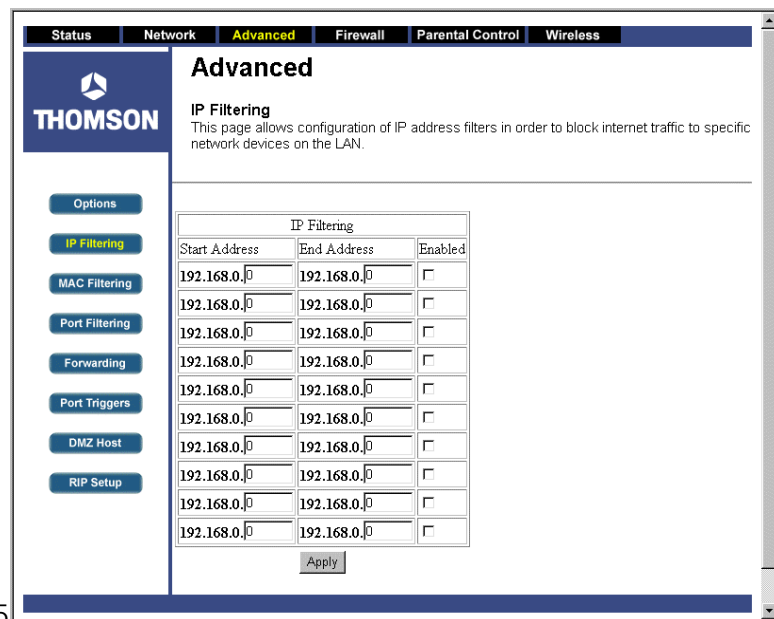 Status Network Advanced Firewall Parental Control Wireless
THOMSON
Advanced
IP Filtering
This page allows configuration of IP address filters in order to block internet traffic to specific
network devices on the LAN.
Options
IP Filtering
MAC Filtering
Port Filtering
Forwarding
Port Triggers
DMZ Host
RIP Setup
IP Filtering
Start Address End Address Enabled
192.168.0.0 192.168.0.0
192.168.0.0 192.168.0.0
192.168.0.0 192.168.0.0
192.168.0.0 192.168.0.0
192.168.0.0 192.168.0.0
192.168.0.0 192.168.0.0
192.168.0.0 192.168.0.0
192.168.0.0 192.168.0.0
192.168.0.0 192.168.0.0
192.168.0.0 192.168.0.0
Apply